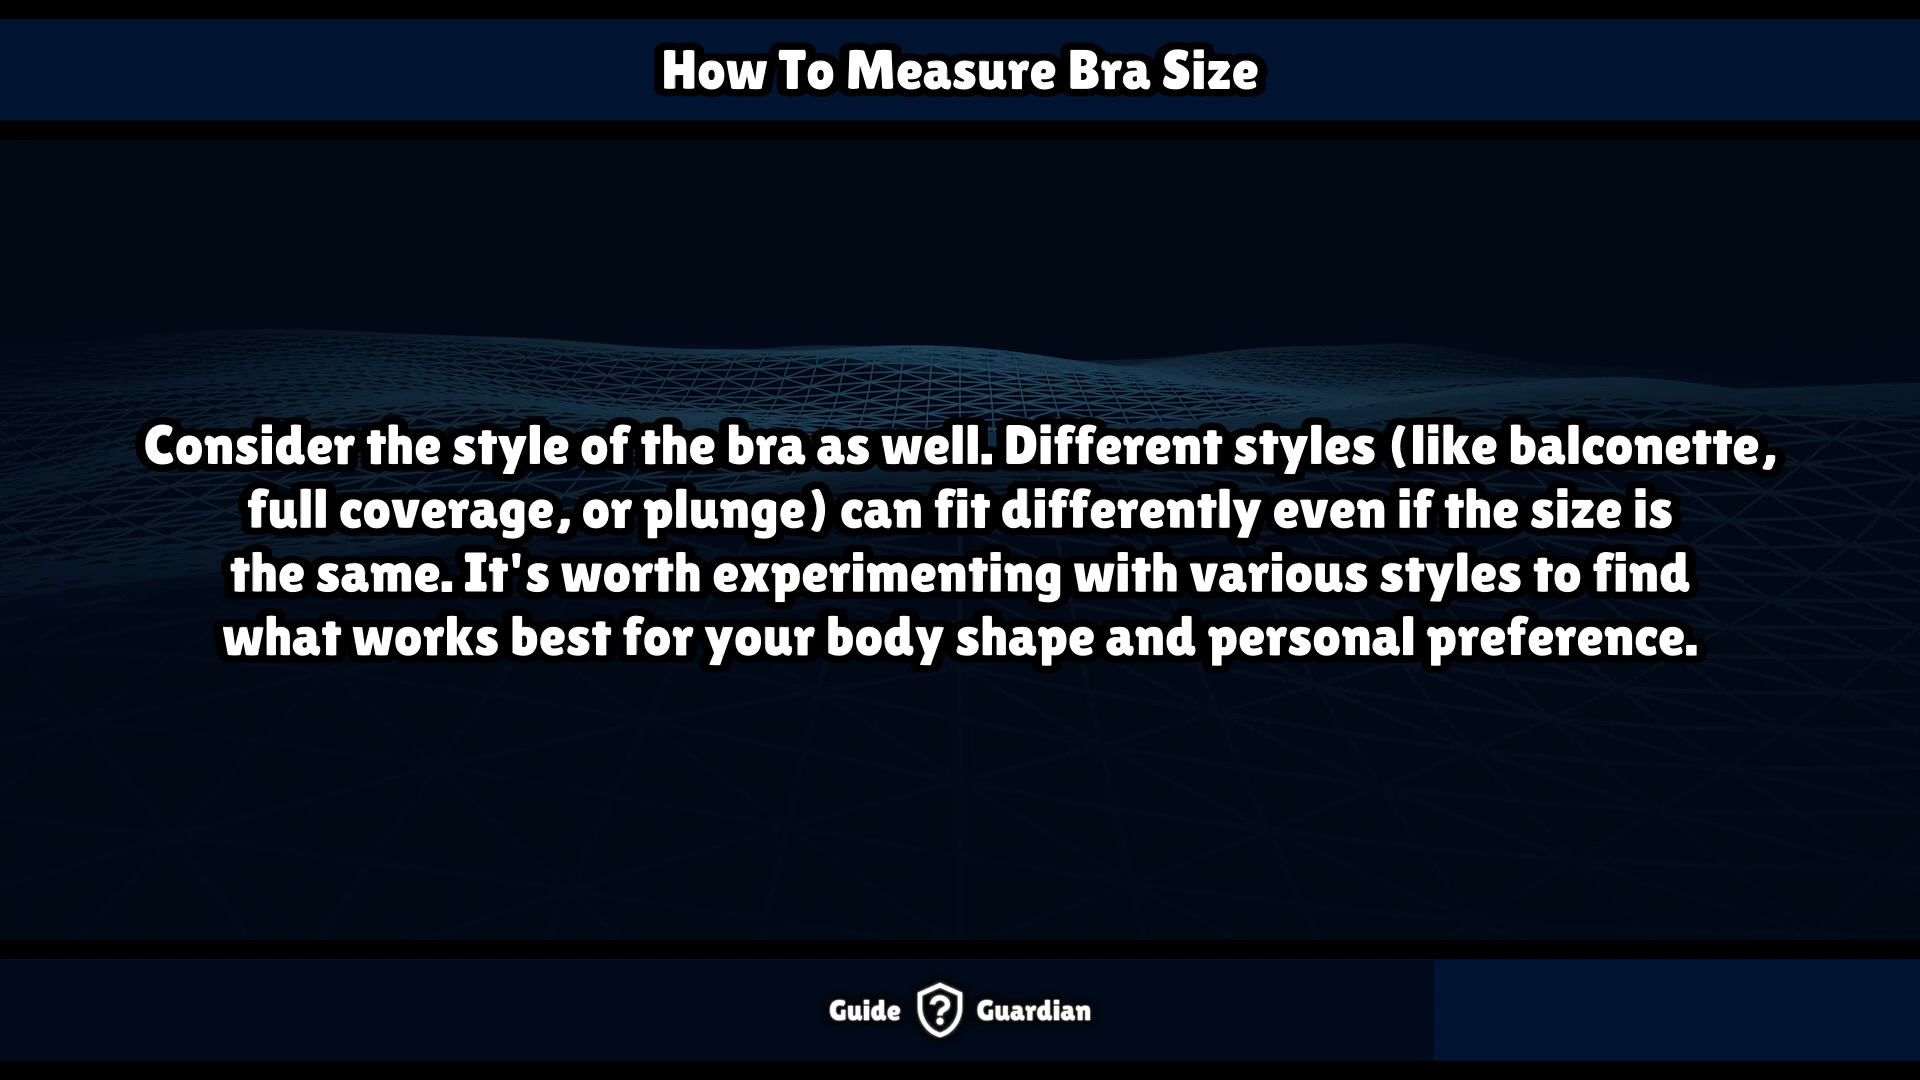 How To Measure Bra Size
Consider the style of the bra as well. Different styles (like balconette,
full coverage, or plunge) can fit differently even if the size is
the same. It's worth experimenting with various styles to find
what works best for your body shape and personal preference.
Guide Guardian